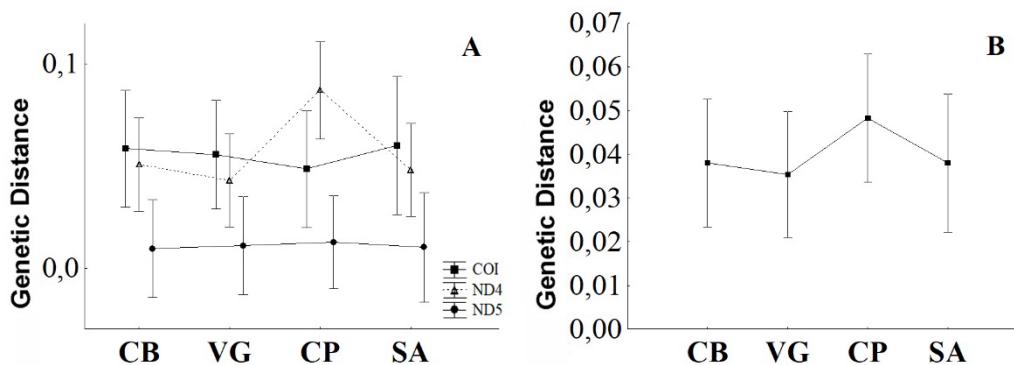 A
Genetic Distance
0,1
0,0
COI
ND4
ND5
CB VG CP SA
B
Genetic Distance
0,07
0,06
0,05
0,04
0,03
0,02
0,01
0,00
CB VG CP SA